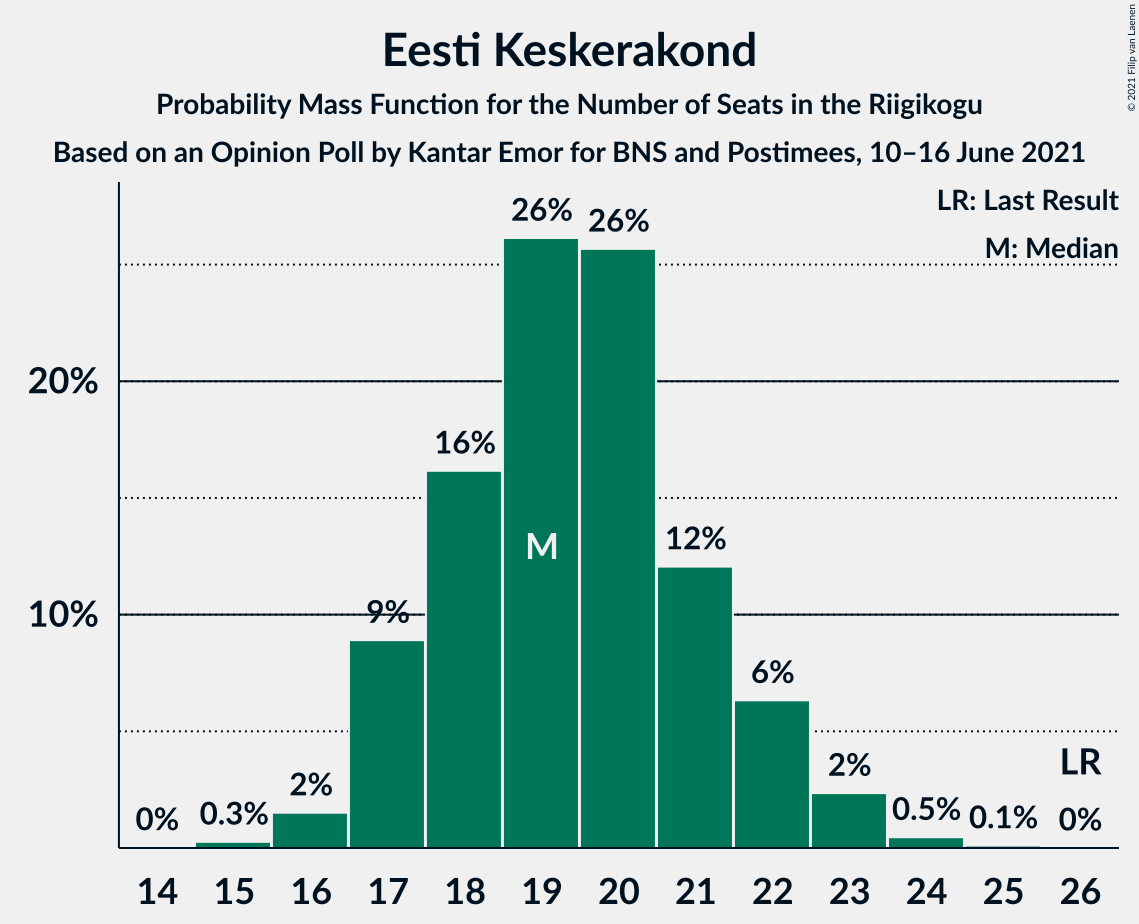 Eesti Keskerakond
Probability Mass Function for the Number of Seats in the Riigikogu
Based on an Opinion Poll by Kantar Emor for BNS and Postimees, 10–16 June 2021
© 2021 Filip van Laenen
LR: Last Result
M: Median
26%
26%
20%
16%
M
12%
10%
9%
6%
2%
LR
2%
0%
0.3%
0.5%
0.1%
0%
14 15 16 17 18 19 20 21 22 23 24 25 26